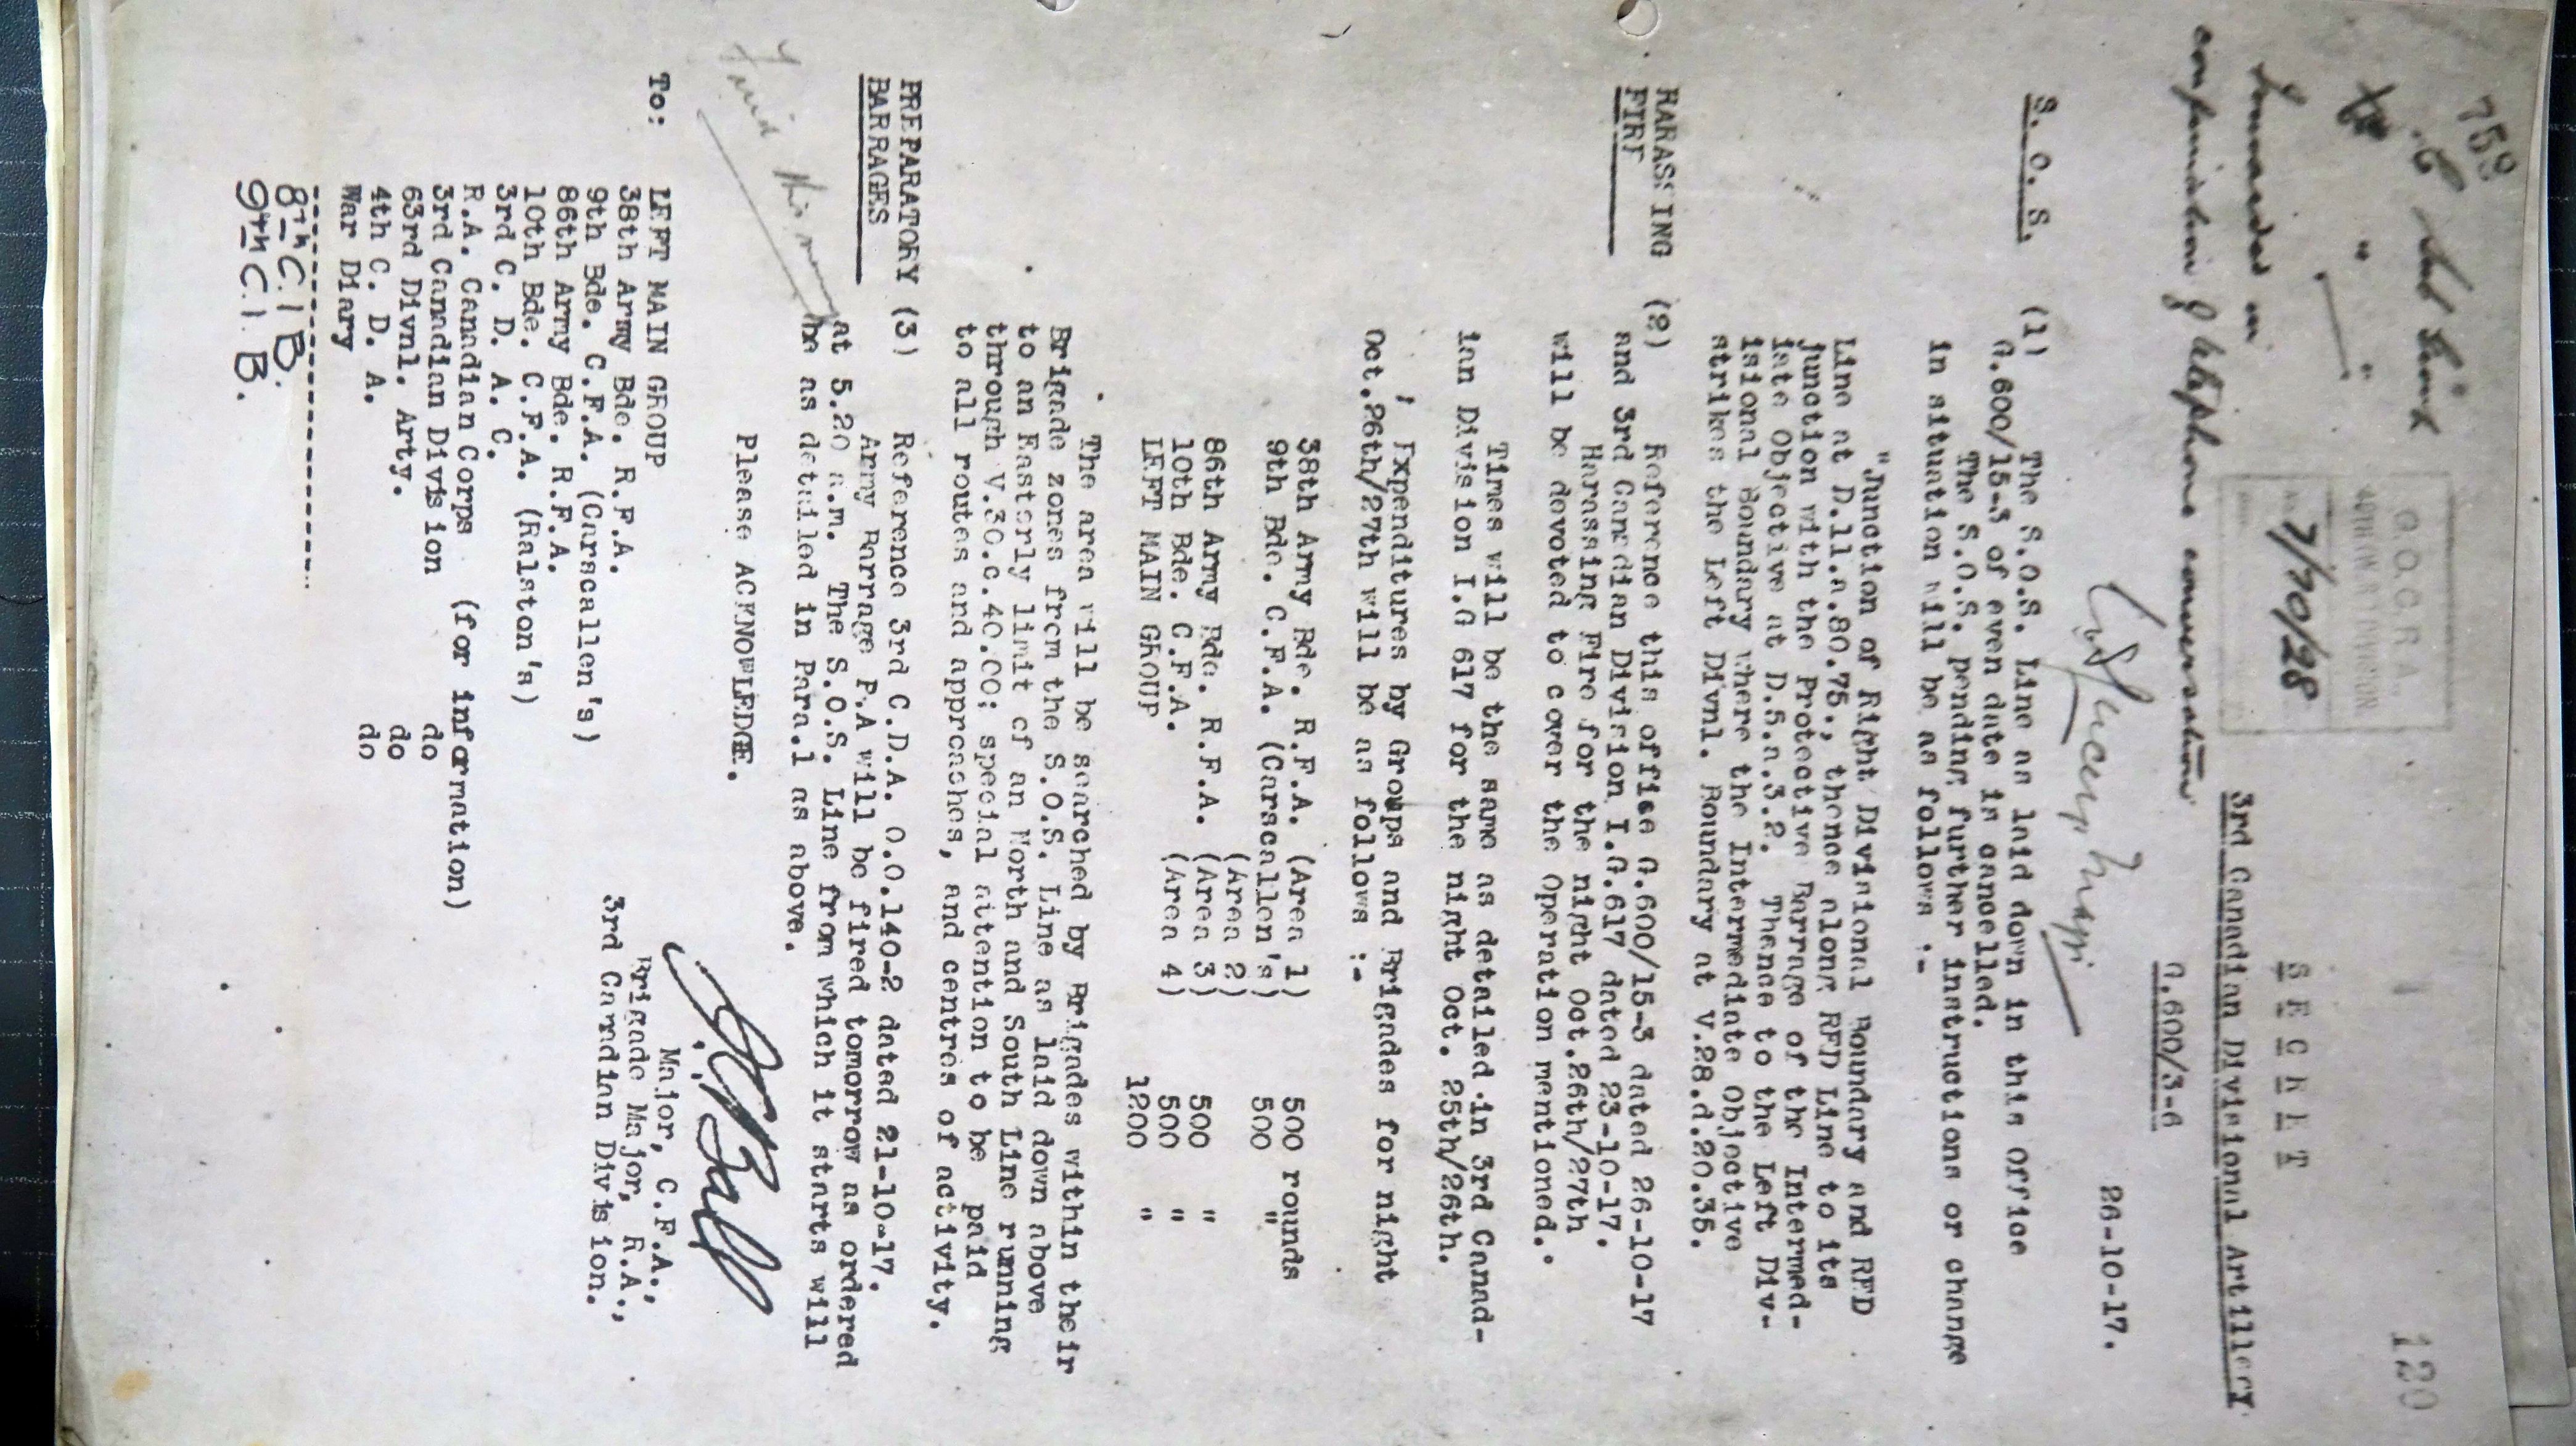 759
120
G.O.C.R.A.,
7/70/28
S E C R E T
3rd Canadian Divisional Artillery
Forwarded in
confirmation of telephone conversations
G.600/3-6
26-10-17.
S. O. S. (1) The S.O.S. Line as laid down in this office
G.600/15-3 of even date is cancelled.
The S.O.S. pending further instructions or change
in situation will be as follows :-
"Junction of Right Divisional Boundary and RED
Line at D.11.a.80.75., thence along RED Line to its
junction with the Protective Barrage of the Intermed-
iate Objective at D.5.a.3.2. Thence to the Left Div-
isional Boundary where the Intermediate Objective
strikes the Left Divnl. Boundary at V.28.d.20.35.
HARASSING (2) Reference this office G.600/15-3 dated 26-10-17
FIRE and 3rd Canadian Division I.G.617 dated 23-10-17.
Harassing Fire for the night Oct.26th/27th
will be devoted to cover the Operation mentioned.
Times will be the same as detailed in 3rd Canad-
ian Division I.G 617 for the night Oct. 25th/26th.
Expenditures by Groups and Brigades for night
Oct.26th/27th will be as follows :-
38th Army Bde. R.F.A. (Area 1) 500 rounds
9th Bde. C.F.A. (Carscallen's) 500 "
(Area 2)
86th Army Bde. R.F.A. (Area 3) 500 "
10th Bde. C.F.A. (Area 4) 500 "
LEFT MAIN GROUP 1200 "
The area will be searched by Brigades within their
Brigade zones from the S.O.S. Line as laid down above
to an Easterly limit of an North and South Line running
through V.30.c.40.00; special attention to be paid
to all routes and approaches, and centres of activity.
PREPARATORY (3) Reference 3rd C.D.A. O.O.140-2 dated 21-10-17.
BARRAGES Army Barrage P.A will be fired tomorrow as ordered
at 5.20 a.m. The S.O.S. Line from which it starts will
be as detailed in Para.1 as above.
Please ACKNOWLEDGE.
Major, C.F.A.,
Brigade Major, R.A.,
3rd Canadian Division.
To: LEFT MAIN GROUP
38th Army Bde. R.F.A.
9th Bde. C.F.A. (Carscallen's)
86th Army Bde. R.F.A.
10th Bde. C.F.A. (Ralston's)
3rd C. D. A. C.
R.A. Canadian Corps (for information)
3rd Canadian Division do
63rd Divnl. Arty. do
4th C. D. A. do
War Diary
8th C.I.B.
9th C.I.B.